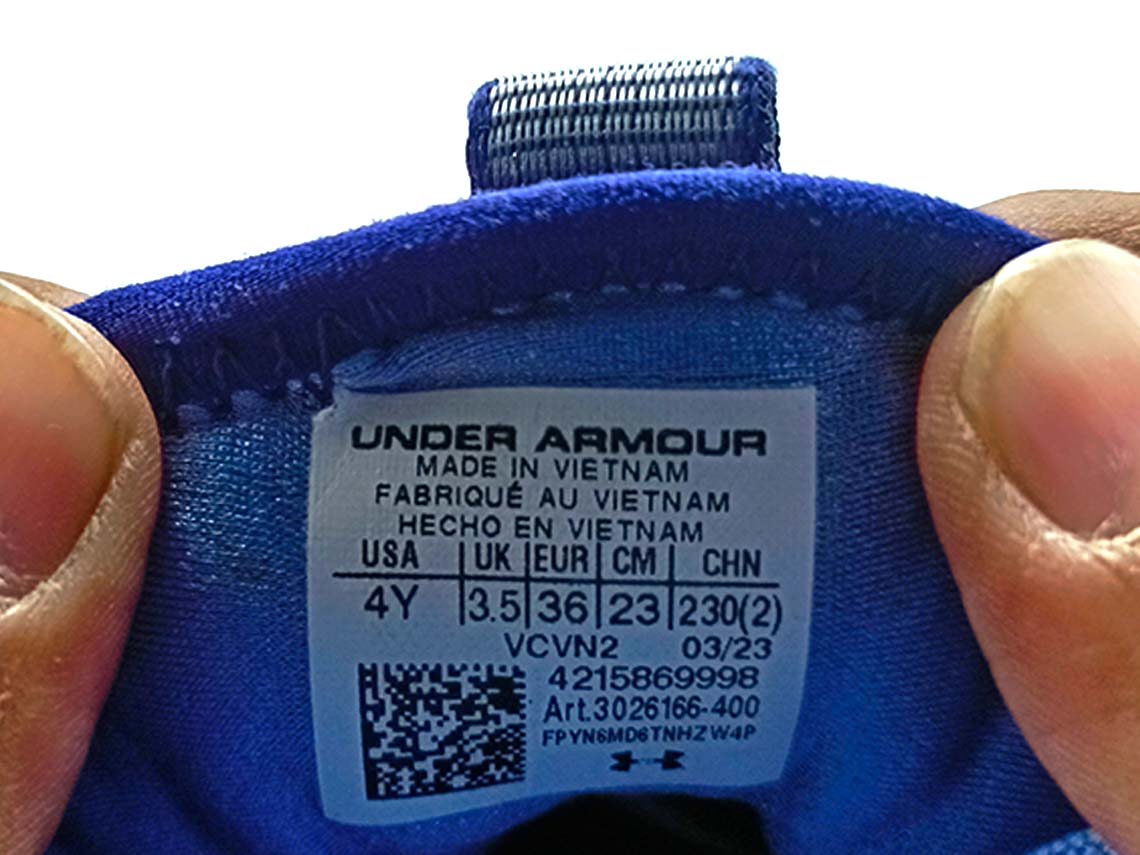 UNDER ARMOUR
MADE IN VIETNAM
FABRIQUÉ AU VIETNAM
HECHO EN VIETNAM
USA UK EUR CM CHN
4Y 3.5 36 23 230(2)
VCVN2 03/23
4215869998
Art.3026166-400
FPYN6MD6TNHZW4P